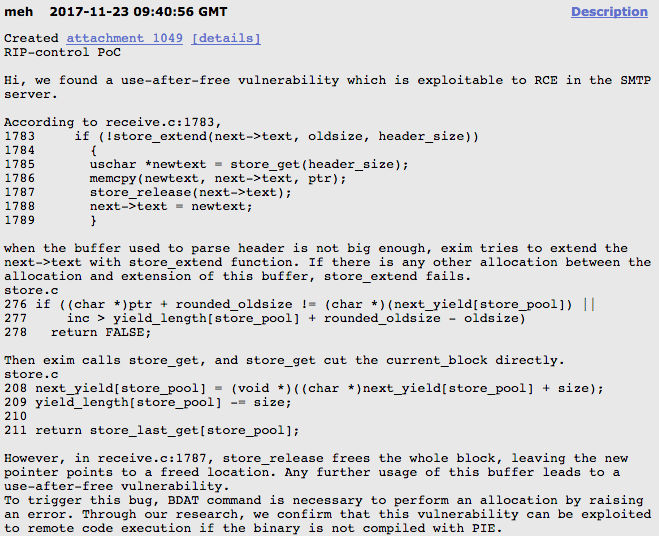 meh 2017-11-23 09:40:56 GMT Description
Created attachment 1049 [details]
RIP-control PoC
Hi, we found a use-after-free vulnerability which is exploitable to RCE in the SMTP
server.
According to receive.c:1783,
1783     if (!store_extend(next->text, oldsize, header_size))
1784       {
1785       uschar *newtext = store_get(header_size);
1786       memcpy(newtext, next->text, ptr);
1787       store_release(next->text);
1788       next->text = newtext;
1789       }
when the buffer used to parse header is not big enough, exim tries to extend the
next->text with store_extend function. If there is any other allocation between the
allocation and extension of this buffer, store_extend fails.
store.c
276 if ((char *)ptr + rounded_oldsize != (char *)(next_yield[store_pool]) ||
277     inc > yield_length[store_pool] + rounded_oldsize - oldsize)
278   return FALSE;
Then exim calls store_get, and store_get cut the current_block directly.
store.c
208 next_yield[store_pool] = (void *)((char *)next_yield[store_pool] + size);
209 yield_length[store_pool] -= size;
210
211 return store_last_get[store_pool];
However, in receive.c:1787, store_release frees the whole block, leaving the new
pointer points to a freed location. Any further usage of this buffer leads to a
use-after-free vulnerability.
To trigger this bug, BDAT command is necessary to perform an allocation by raising
an error. Through our research, we confirm that this vulnerability can be exploited
to remote code execution if the binary is not compiled with PIE.